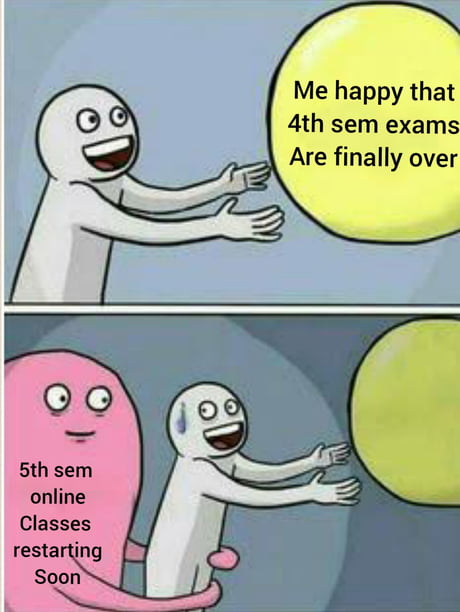 Me happy that
4th sem exams
Are finally over
5th sem
online
Classes
restarting
Soon